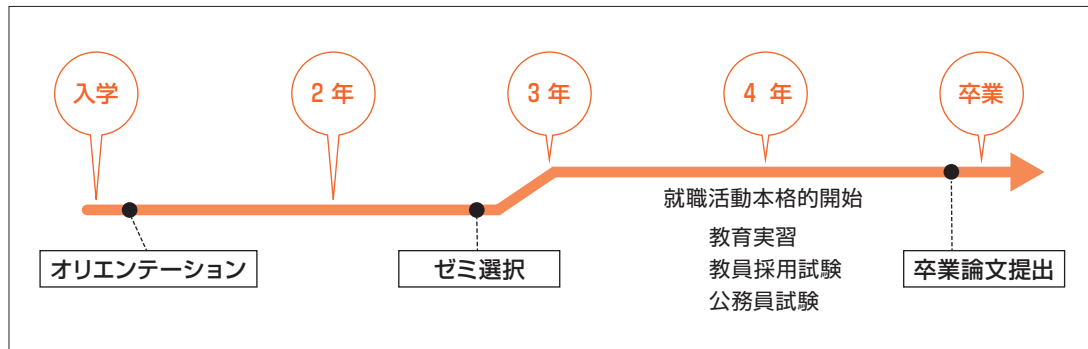 入学
2 年
3 年
4 年
卒業
就職活動本格的開始
教育実習
教員採用試験
公務員試験
オリエンテーション
ゼミ選択
卒業論文提出